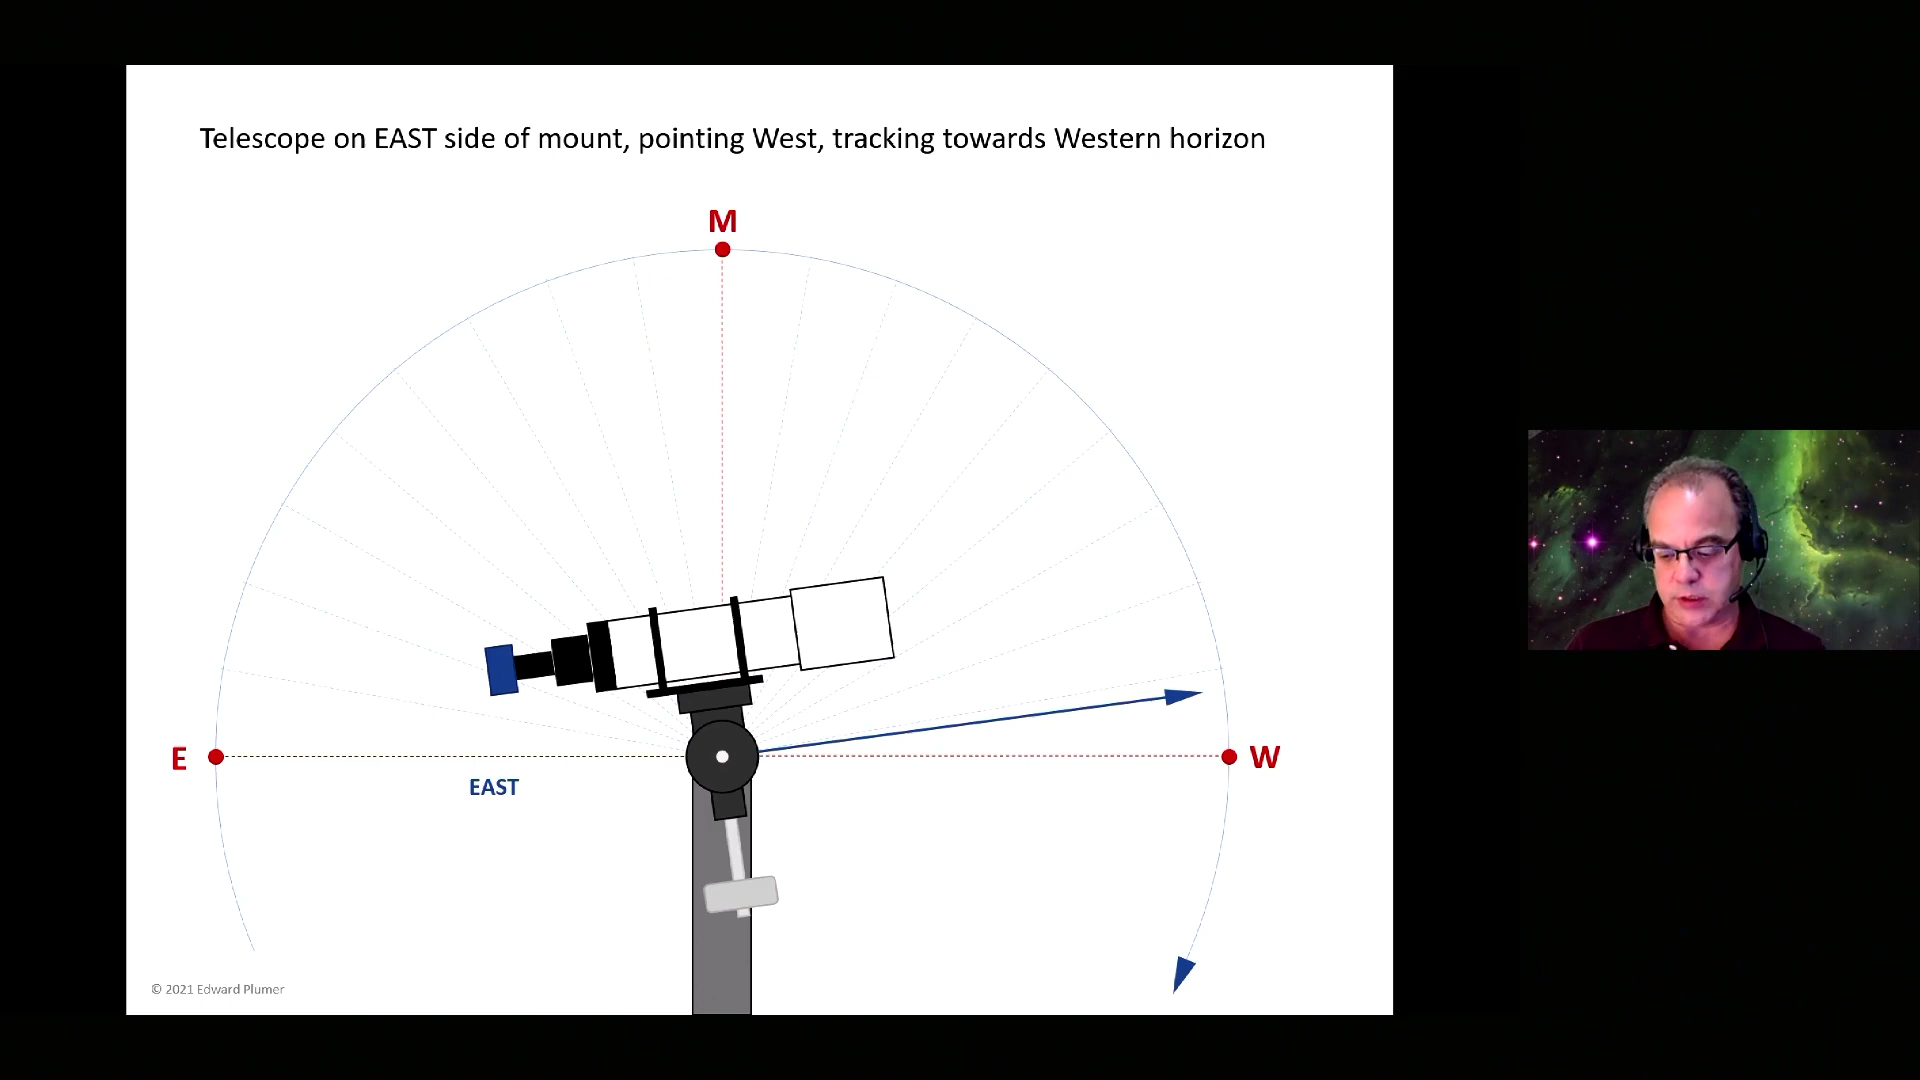 Telescope on EAST side of mount, pointing West, tracking towards Western horizon
M
E
W
EAST
© 2021 Edward Plumer